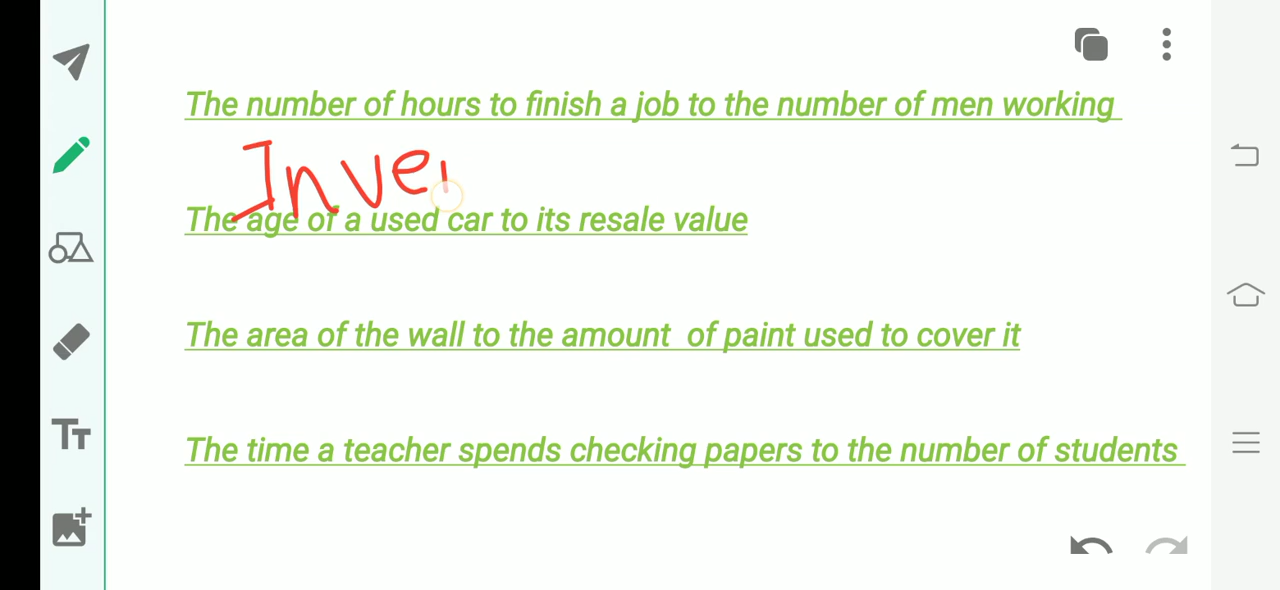 The number of hours to finish a job to the number of men working
Inver
The age of a used car to its resale value
The area of the wall to the amount of paint used to cover it
The time a teacher spends checking papers to the number of students